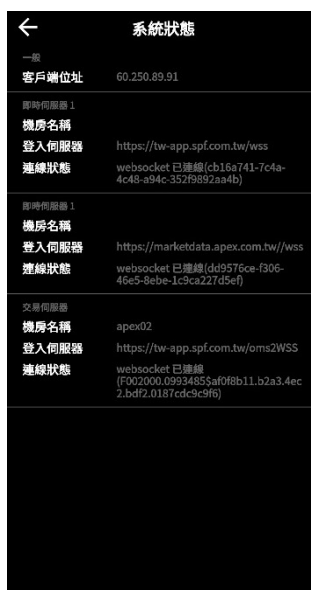 系統狀態
一般
客戶端位址 60.250.89.91
即時伺服器 1
機房名稱
登入伺服器 https://tw-app.spf.com.tw/wss
連線狀態 websocket 已連線(cb16a741-7c4a-
4c48-a94c-352f9892aa4b)
即時伺服器 1
機房名稱
登入伺服器 https://marketdata.apex.com.tw//wss
連線狀態 websocket 已連線(dd9576ce-f306-
46e5-8ebe-1c9ca227d5ef)
交易伺服器
機房名稱 apex02
登入伺服器 https://tw-app.spf.com.tw/oms2WSS
連線狀態 websocket 已連線
(F002000.0993485$af0f8b11.b2a3.4ec
2.bdf2.0187cdc9c9f6)